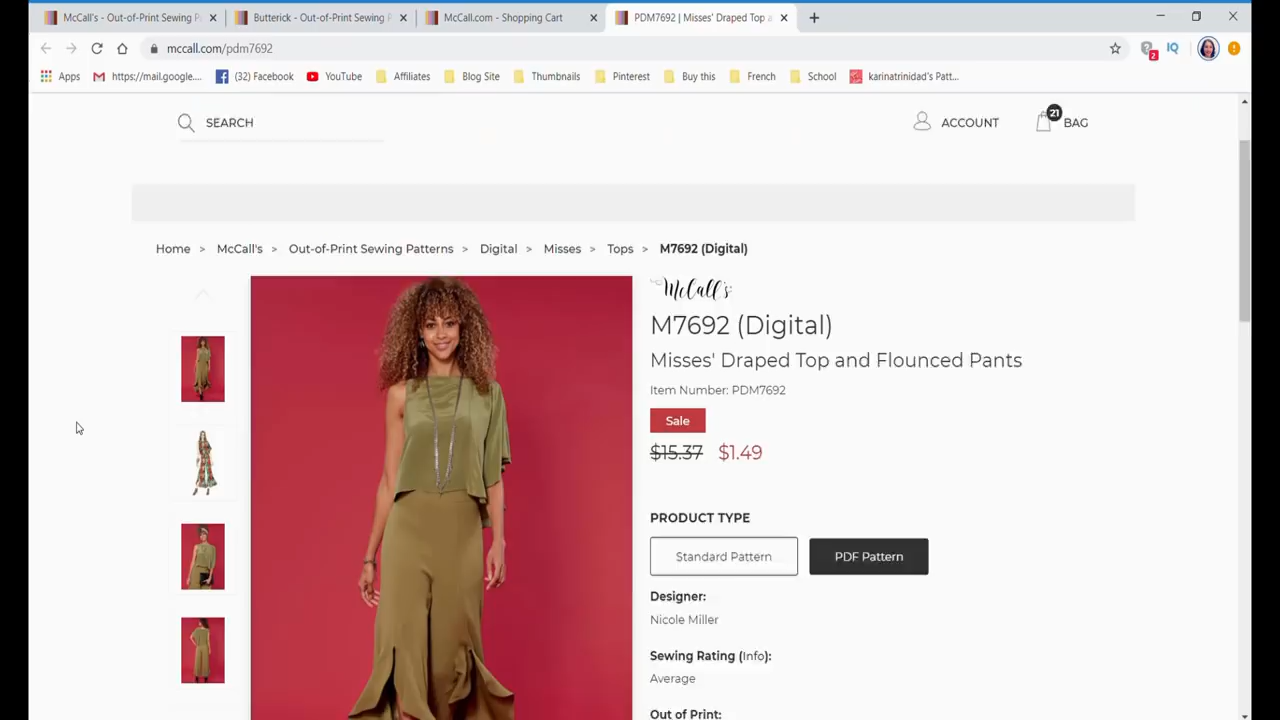 McCall's - Out-of-Print Sewing P
Butterick - Out-of-Print Sewing P
McCall.com - Shopping Cart
PDM7692 | Misses' Draped Top a
mccall.com/pdm7692
2
Apps
https://mail.google....
(32) Facebook
YouTube
Affiliates
Blog Site
Thumbnails
Pinterest
Buy this
French
School
karinatrinidad's Patt...
SEARCH
ACCOUNT
21
BAG
Home > McCall's > Out-of-Print Sewing Patterns > Digital > Misses > Tops > M7692 (Digital)
McCall's
M7692 (Digital)
Misses' Draped Top and Flounced Pants
Item Number: PDM7692
Sale
$15.37 $1.49
PRODUCT TYPE
Standard Pattern
PDF Pattern
Designer:
Nicole Miller
Sewing Rating (Info):
Average
Out of Print: